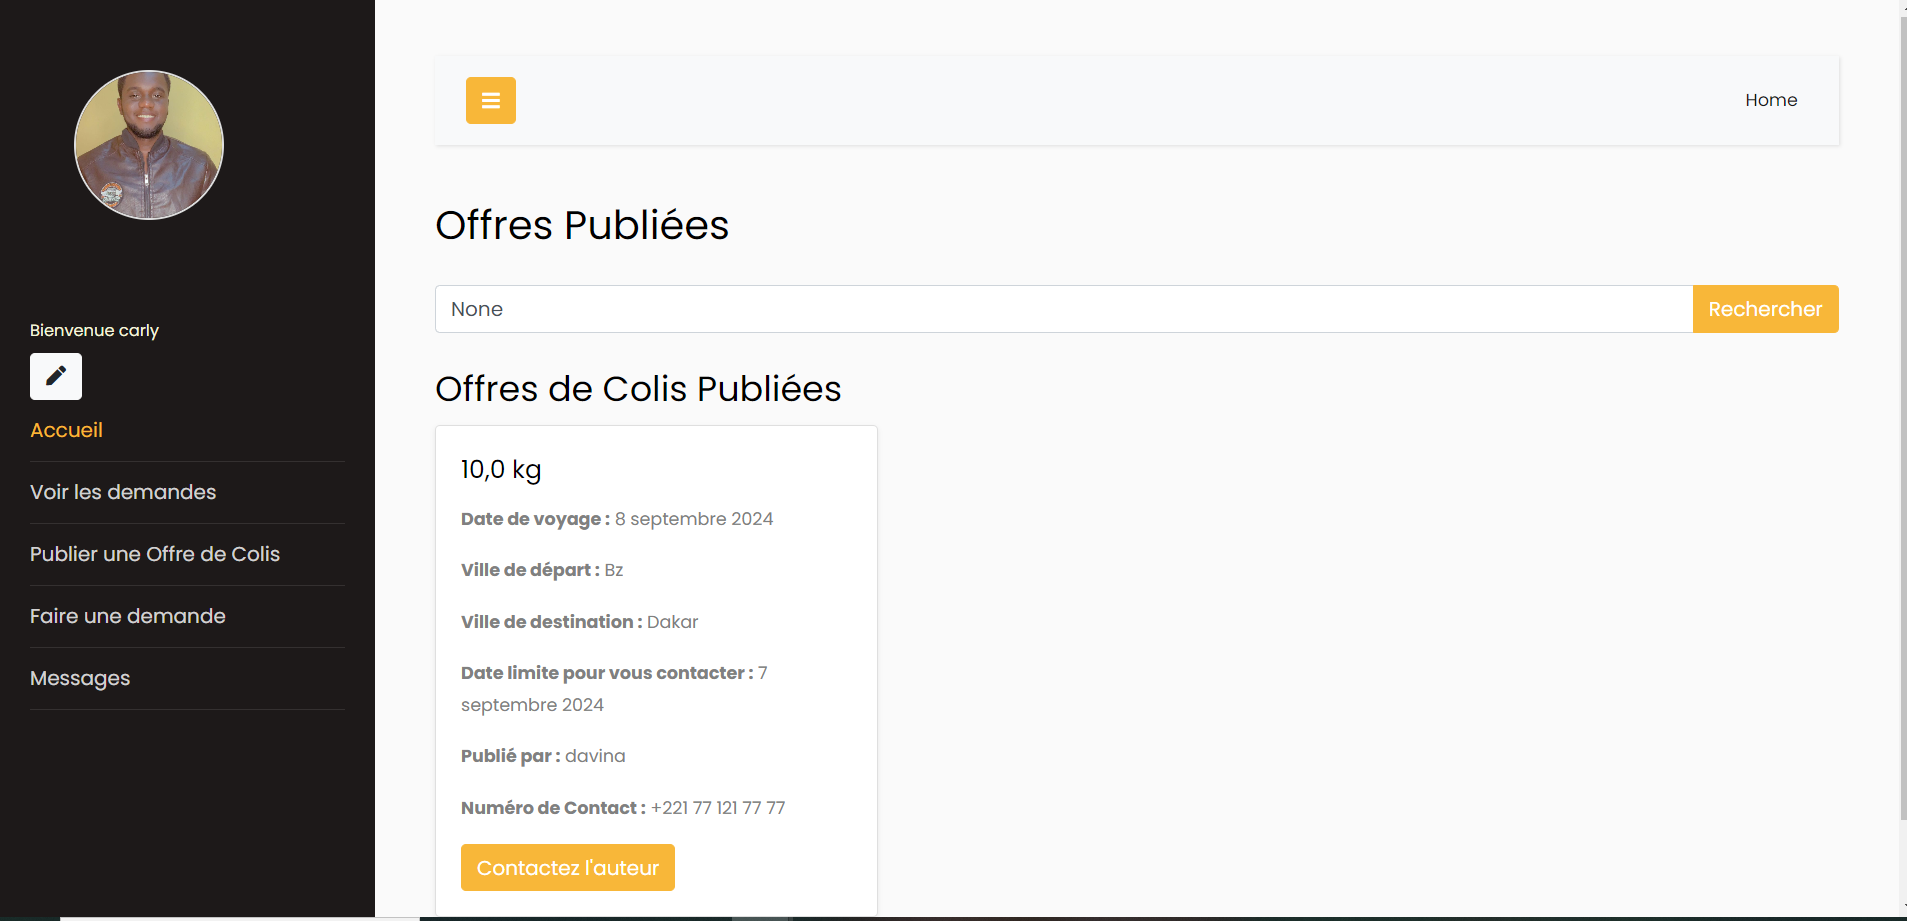 Bienvenue carly
Accueil
Voir les demandes
Publier une Offre de Colis
Faire une demande
Messages
Home
Offres Publiées
None
Rechercher
Offres de Colis Publiées
10,0 kg
Date de voyage : 8 septembre 2024
Ville de départ : Bz
Ville de destination : Dakar
Date limite pour vous contacter : 7
septembre 2024
Publié par : davina
Numéro de Contact : +221 77 121 77 77
Contactez l'auteur